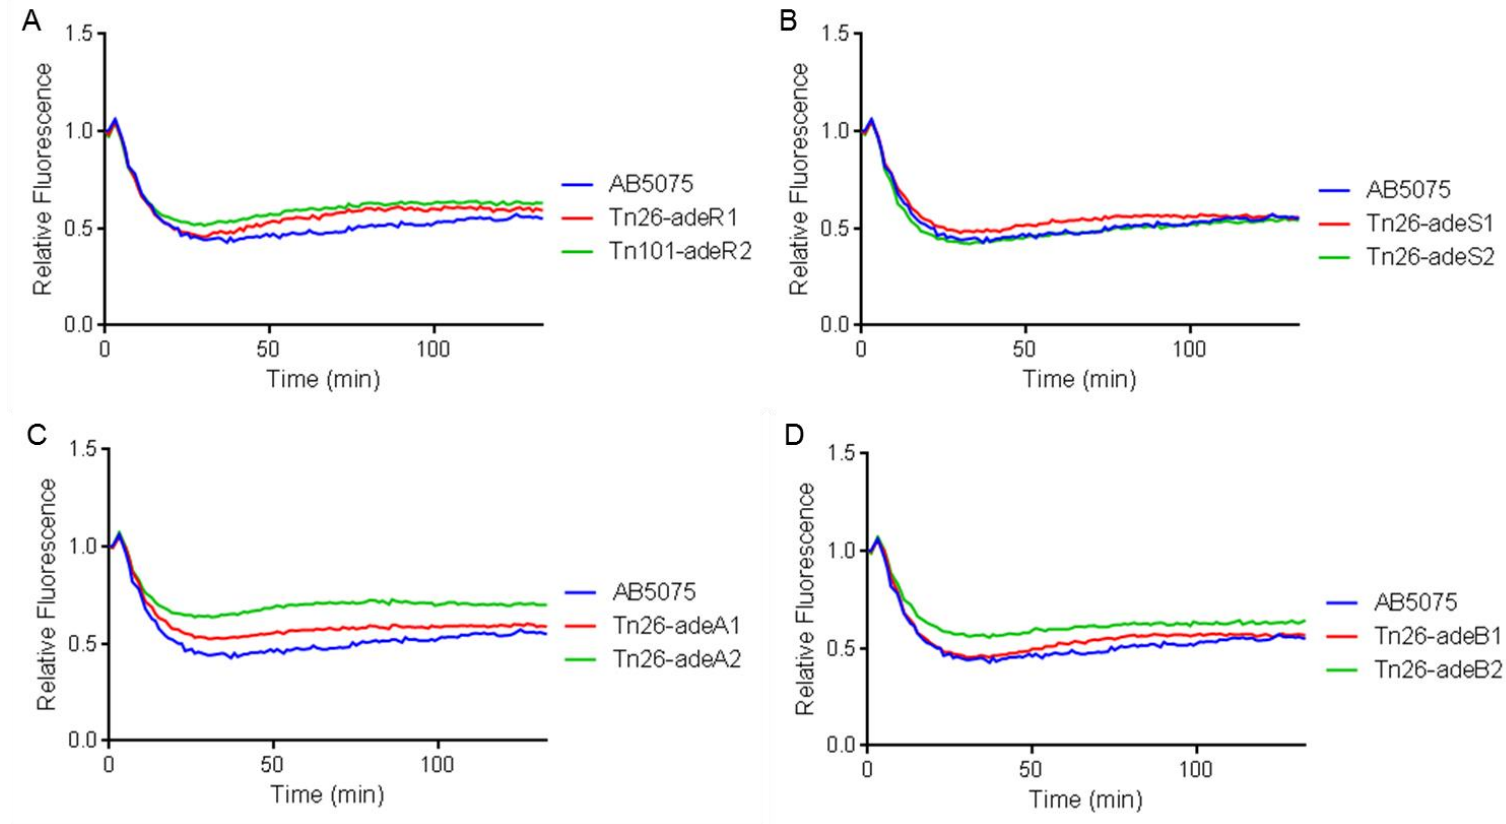 A
1.5
1.0
0.5
0.0
Relative Fluorescence
0
50
100
Time (min)
AB5075
Tn26-adeR1
Tn101-adeR2
B
1.5
1.0
0.5
0.0
Relative Fluorescence
0
50
100
Time (min)
AB5075
Tn26-adeS1
Tn26-adeS2
C
1.5
1.0
0.5
0.0
Relative Fluorescence
0
50
100
Time (min)
AB5075
Tn26-adeA1
Tn26-adeA2
D
1.5
1.0
0.5
0.0
Relative Fluorescence
0
50
100
Time (min)
AB5075
Tn26-adeB1
Tn26-adeB2